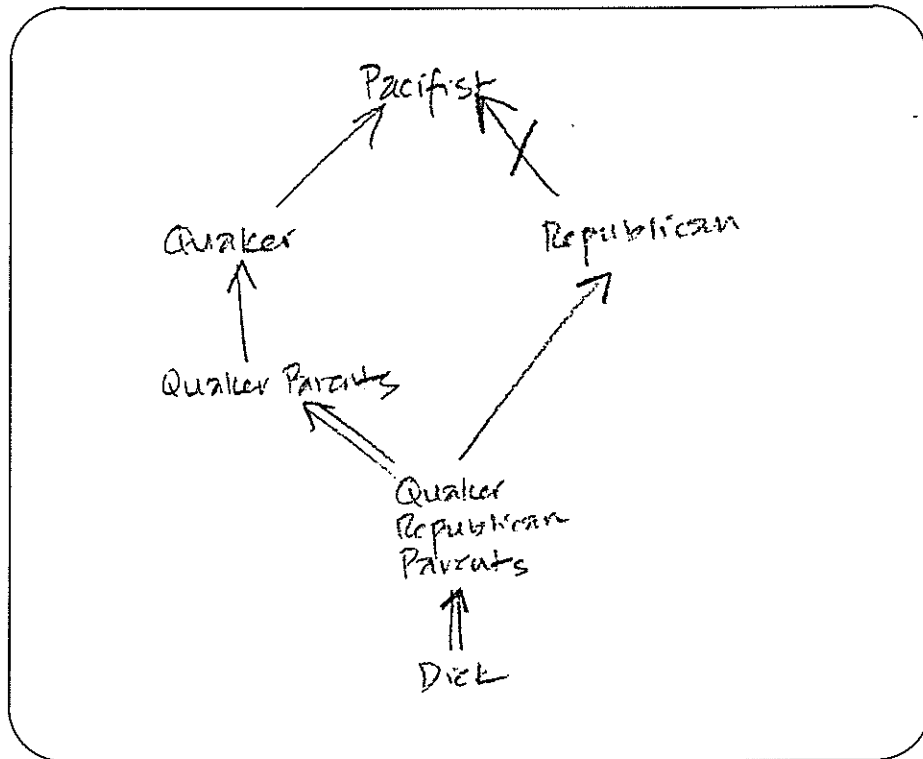 Pacifist
Quaker
Republican
Quaker Parents
Quaker
Republican
Parents
Dick